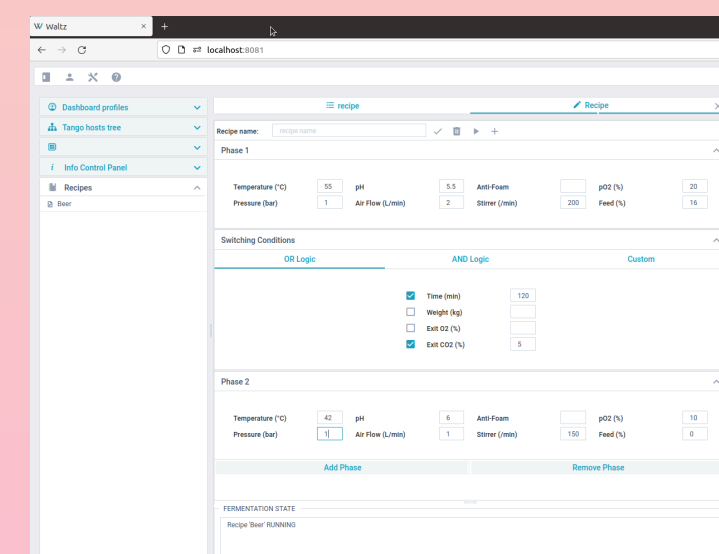 Waltz
localhost:8081
Dashboard profiles
Tango hosts tree
Info Control Panel
Recipes
Beer
recipe
Recipe
Recipe name: recipe name
Phase 1
Temperature (°C) 55 pH 5.5 Anti-Foam pO2 (%) 20
Pressure (bar) 1 Air Flow (L/min) 2 Stirrer (/min) 200 Feed (%) 16
Switching Conditions
OR Logic AND Logic Custom
Time (min) 120
Weight (kg)
Exit O2 (%)
Exit CO2 (%) 5
Phase 2
Temperature (°C) 42 pH 6 Anti-Foam pO2 (%) 10
Pressure (bar) 1 Air Flow (L/min) 1 Stirrer (/min) 150 Feed (%) 0
Add Phase Remove Phase
FERMENTATION STATE
Recipe 'Beer' RUNNING